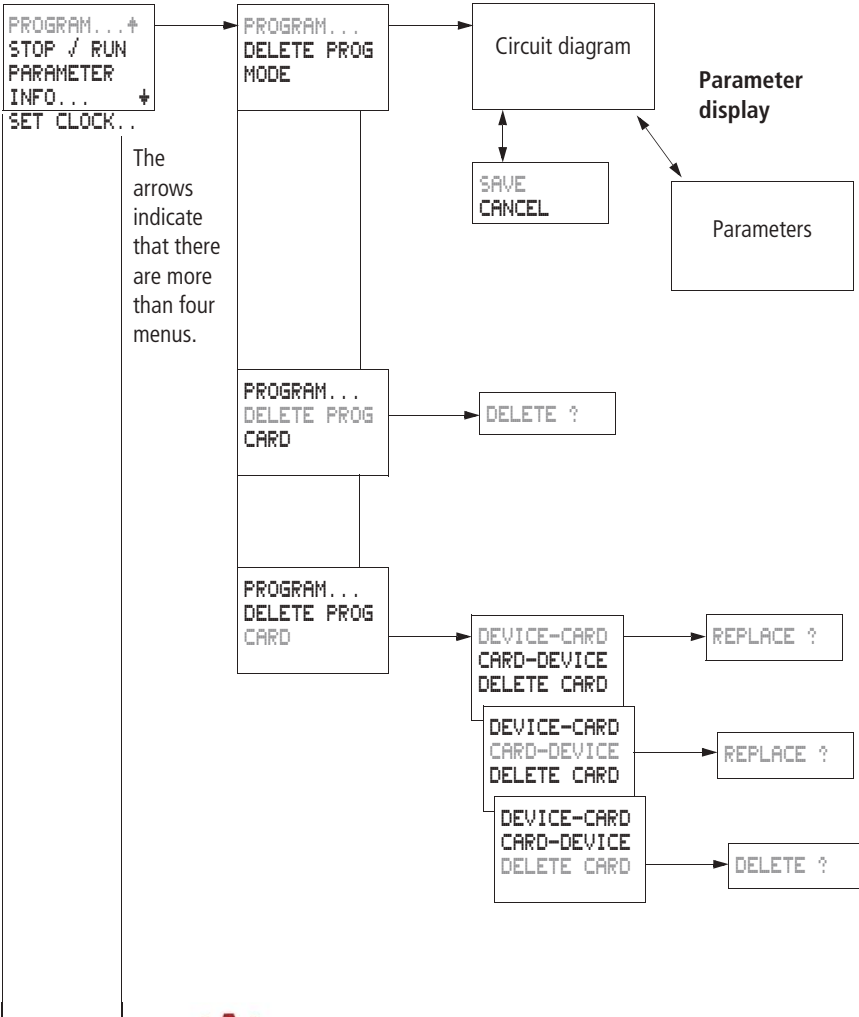 PROGRAM...
STOP / RUN
PARAMETER
INFO...
SET CLOCK..
The
arrows
indicate
that there
are more
than four
menus.
PROGRAM...
DELETE PROG
MODE
Circuit diagram
Parameter
display
SAVE
CANCEL
Parameters
PROGRAM...
DELETE PROG
CARD
DELETE ?
PROGRAM...
DELETE PROG
CARD
DEVICE-CARD
CARD-DEVICE
DELETE CARD
REPLACE ?
DEVICE-CARD
CARD-DEVICE
DELETE CARD
REPLACE ?
DEVICE-CARD
CARD-DEVICE
DELETE CARD
DELETE ?